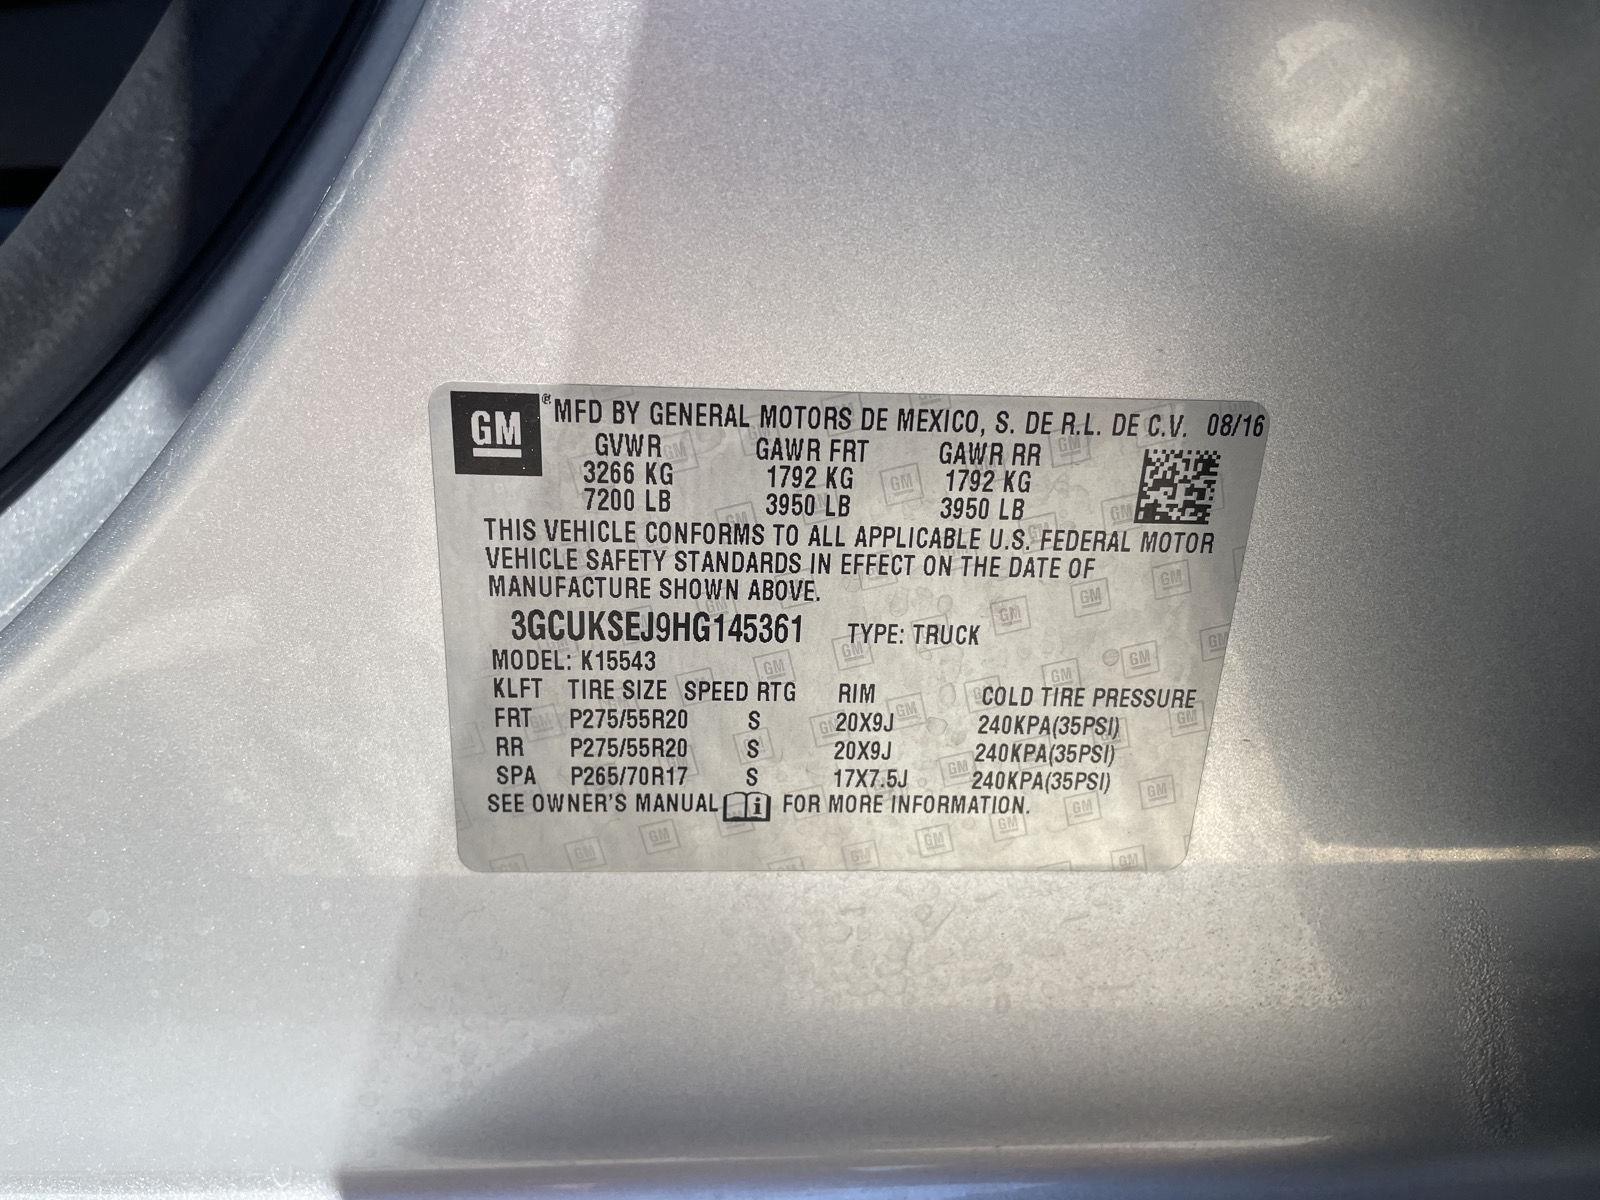 GM® MFD BY GENERAL MOTORS DE MEXICO, S. DE R.L. DE C.V. 08/16
GVWR GAWR FRT GAWR RR
3266 KG 1792 KG 1792 KG
7200 LB 3950 LB 3950 LB
THIS VEHICLE CONFORMS TO ALL APPLICABLE U.S. FEDERAL MOTOR
VEHICLE SAFETY STANDARDS IN EFFECT ON THE DATE OF
MANUFACTURE SHOWN ABOVE.
3GCUKSEJ9HG145361 TYPE: TRUCK
MODEL: K15543
KLFT TIRE SIZE SPEED RTG RIM COLD TIRE PRESSURE
FRT P275/55R20 S 20X9J 240KPA(35PSI)
RR P275/55R20 S 20X9J 240KPA(35PSI)
SPA P265/70R17 S 17X7.5J 240KPA(35PSI)
SEE OWNER'S MANUAL i FOR MORE INFORMATION.